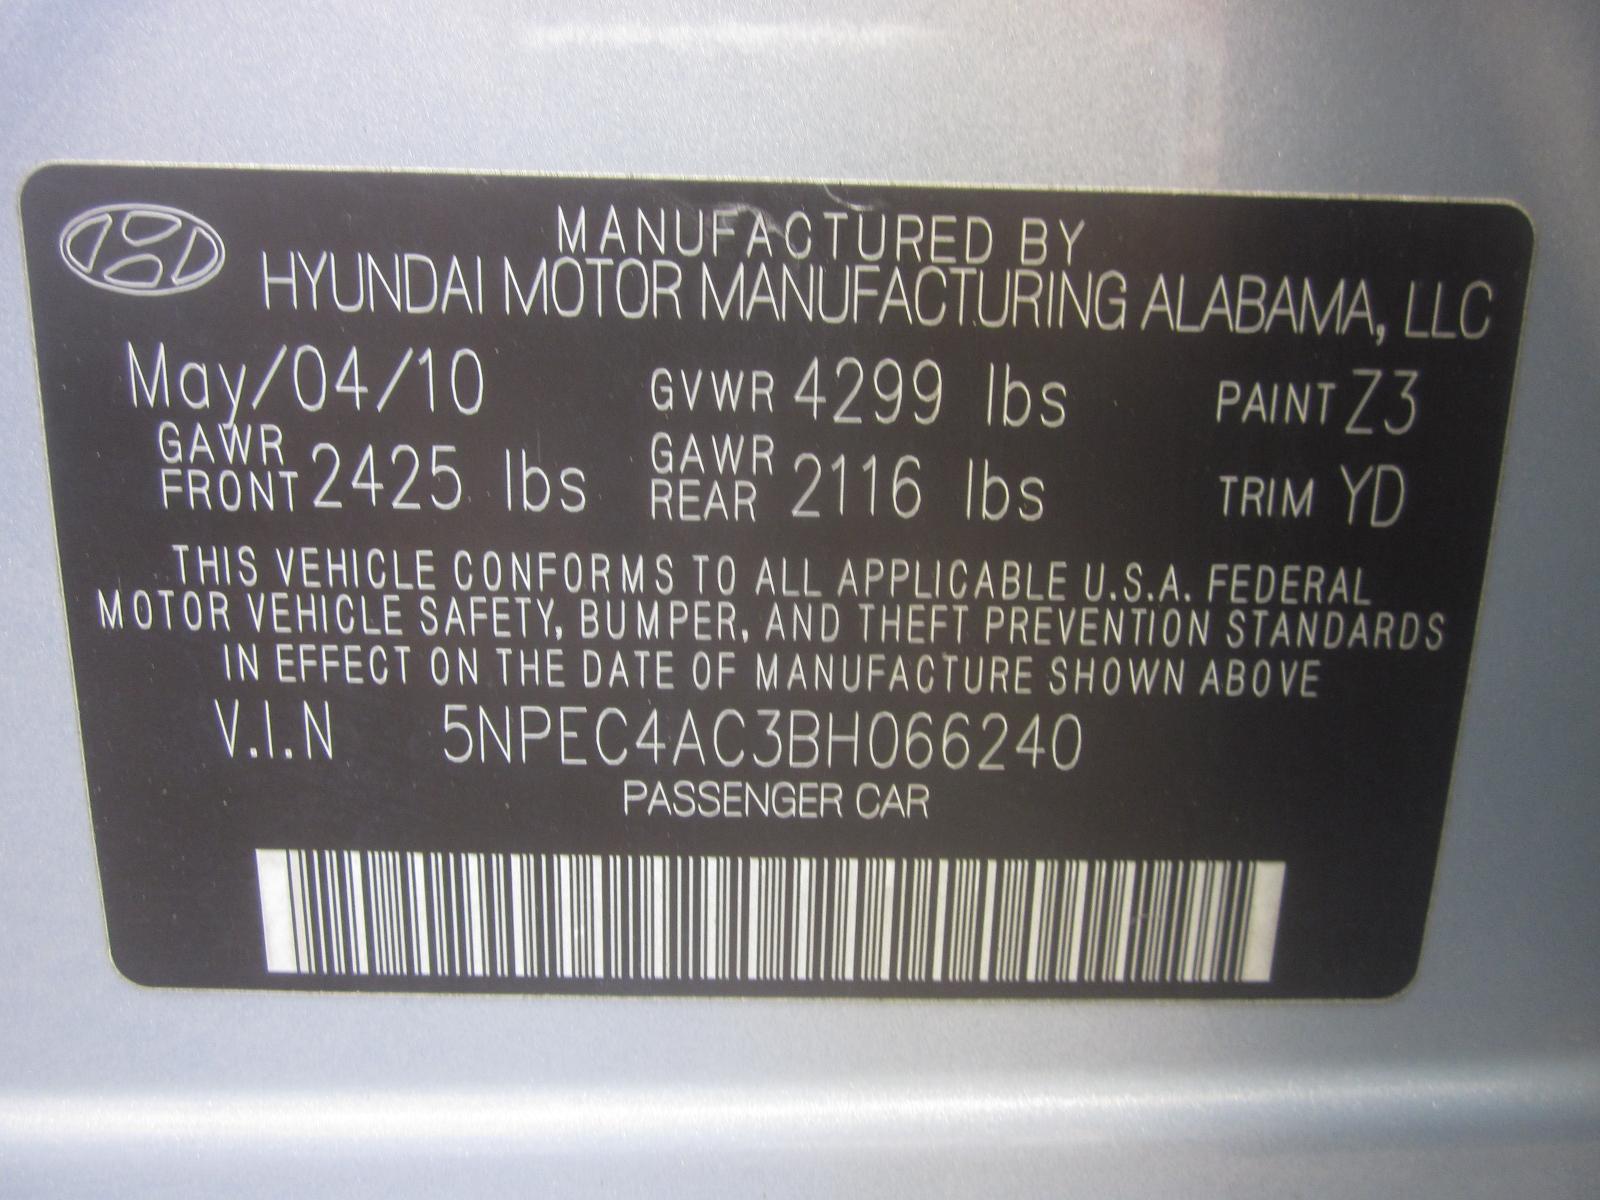 MANUFACTURED BY
HYUNDAI MOTOR MANUFACTURING ALABAMA, LLC
May/04/10 GVWR 4299 lbs PAINT Z3
GAWR FRONT 2425 lbs GAWR REAR 2116 lbs TRIM YD
THIS VEHICLE CONFORMS TO ALL APPLICABLE U.S.A. FEDERAL
MOTOR VEHICLE SAFETY, BUMPER, AND THEFT PREVENTION STANDARDS
IN EFFECT ON THE DATE OF MANUFACTURE SHOWN ABOVE
V.I.N 5NPEC4AC3BH066240
PASSENGER CAR